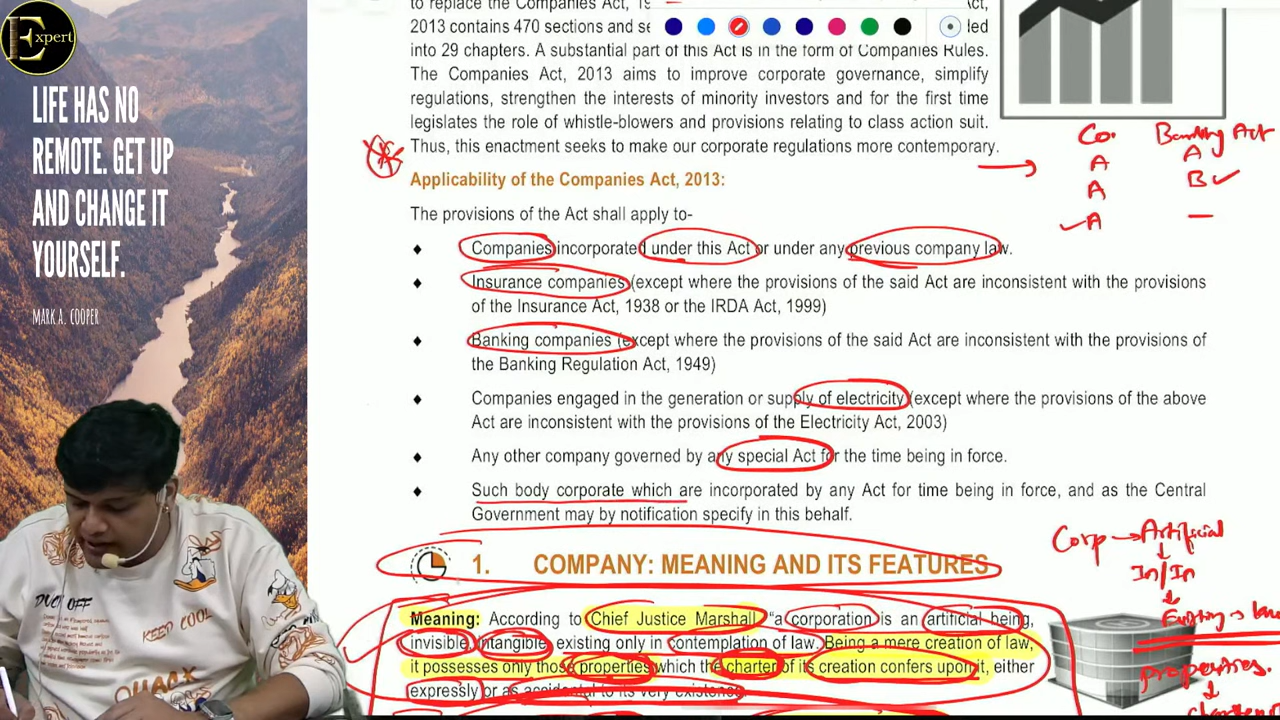 Expert
LIFE HAS NO
REMOTE. GET UP
AND CHANGE IT
YOURSELF.
MARK A. COOPER
to replace the Companies Act,
2013 contains 470 sections and
into 29 chapters. A substantial part of this Act is in the form of Companies Rules.
The Companies Act, 2013 aims to improve corporate governance, simplify
regulations, strengthen the interests of minority investors and for the first time
legislates the role of whistle-blowers and provisions relating to class action suit.
Thus, this enactment seeks to make our corporate regulations more contemporary.
Co. Banking Act
A A
A B
A —
Applicability of the Companies Act, 2013:
The provisions of the Act shall apply to-
♦ Companies incorporated under this Act or under any previous company law.
♦ Insurance companies (except where the provisions of the said Act are inconsistent with the provisions
of the Insurance Act, 1938 or the IRDA Act, 1999)
♦ Banking companies (except where the provisions of the said Act are inconsistent with the provisions of
the Banking Regulation Act, 1949)
♦ Companies engaged in the generation or supply of electricity (except where the provisions of the above
Act are inconsistent with the provisions of the Electricity Act, 2003)
♦ Any other company governed by any special Act for the time being in force.
♦ Such body corporate which are incorporated by any Act for time being in force, and as the Central
Government may by notification specify in this behalf.
1. COMPANY: MEANING AND ITS FEATURES
Corp → Artificial
In/In
Existing →
properties.
Meaning: According to Chief Justice Marshall "a corporation is an artificial being,
invisible, intangible existing only in contemplation of law. Being a mere creation of law,
it possesses only those properties which the charter of its creation confers upon it, either
expressly or as accidental to its very existence
DUCK OFF
KEEP COOL